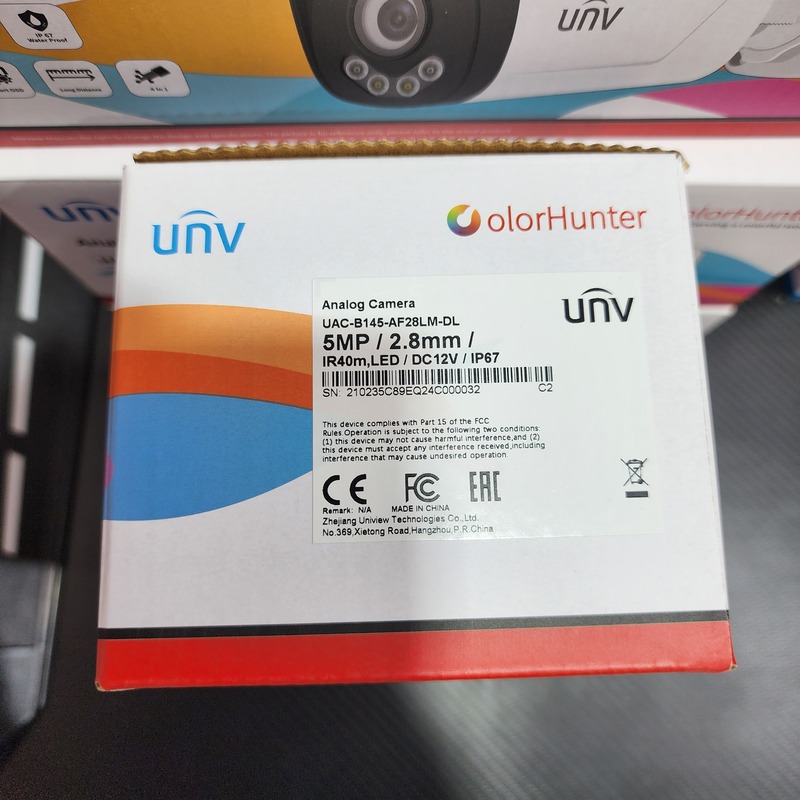 IP 67
Water Proof
Long Distance
4 in 1
unv
unv
olorHunter
unv
olorHunter
Analog Camera
unv
UAC-B145-AF28LM-DL
5MP / 2.8mm /
IR40m,LED / DC12V / IP67
SN: 210235C89EQ24C000032
C2
This device complies with Part 15 of the FCC
Rules Operation is subject to the following two conditions:
(1) this device may not cause harmful interference,and (2)
this device must accept any interference received,including
interference that may cause undesired operation.
CE FC EAC
Remark: N/A MADE IN CHINA
Zhejiang Uniview Technologies Co.,Ltd.
No.369,Xietong Road,Hangzhou,P.R.China